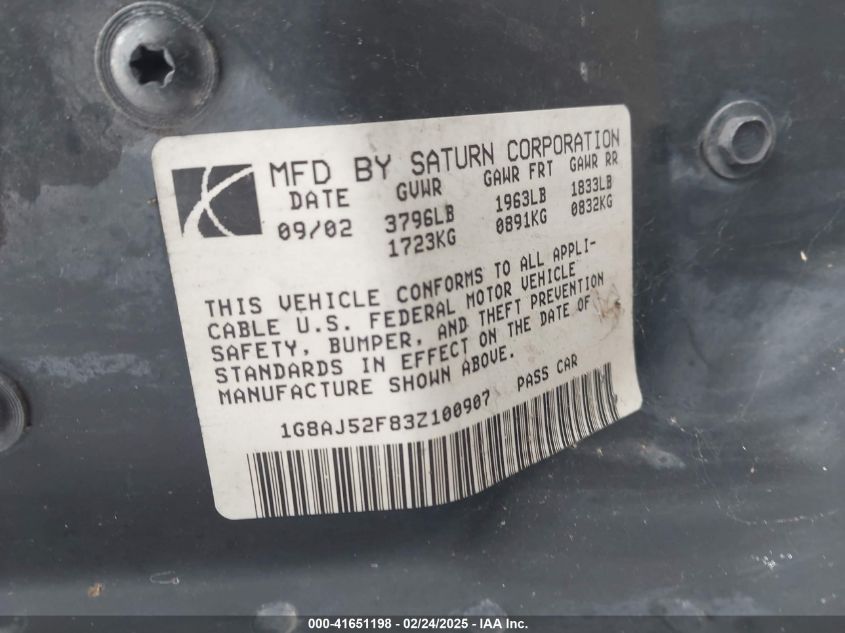 MFD BY SATURN CORPORATION
DATE GVWR GAWR FRT GAWR RR
09/02 3796LB 1963LB 1833LB
1723KG 0891KG 0832KG
THIS VEHICLE CONFORMS TO ALL APPLI-
CABLE U.S. FEDERAL MOTOR VEHICLE
SAFETY, BUMPER, AND THEFT PREVENTION
STANDARDS IN EFFECT ON THE DATE OF
MANUFACTURE SHOWN ABOVE.
1G8AJ52F83Z100907 PASS CAR
000-41651198 - 02/24/2025 - IAA Inc.